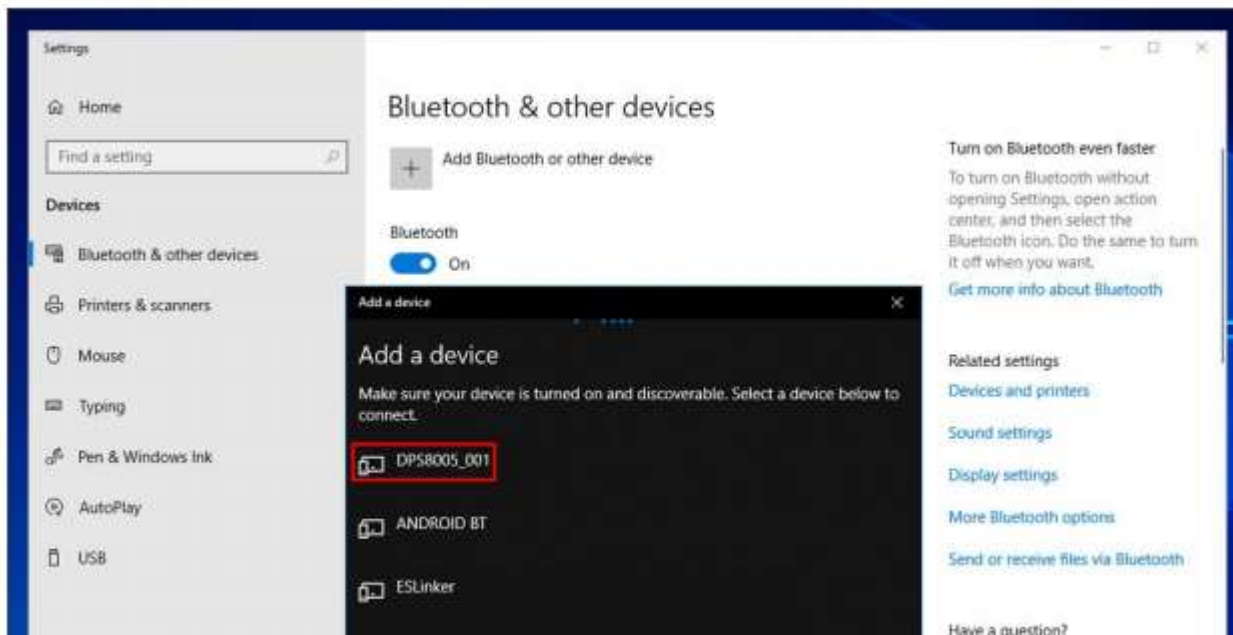 Settings
Home
Find a setting
Devices
Bluetooth & other devices
Printers & scanners
Mouse
Typing
Pen & Windows Ink
AutoPlay
USB
Bluetooth & other devices
Add Bluetooth or other device
Bluetooth
On
Add a device
Add a device
Make sure your device is turned on and discoverable. Select a device below to
connect.
DPS8005_001
ANDROID BT
ESLinker
Turn on Bluetooth even faster
To turn on Bluetooth without
opening Settings, open action
center, and then select the
Bluetooth icon. Do the same to turn
it off when you want.
Get more info about Bluetooth
Related settings
Devices and printers
Sound settings
Display settings
More Bluetooth options
Send or receive files via Bluetooth
Have a question?